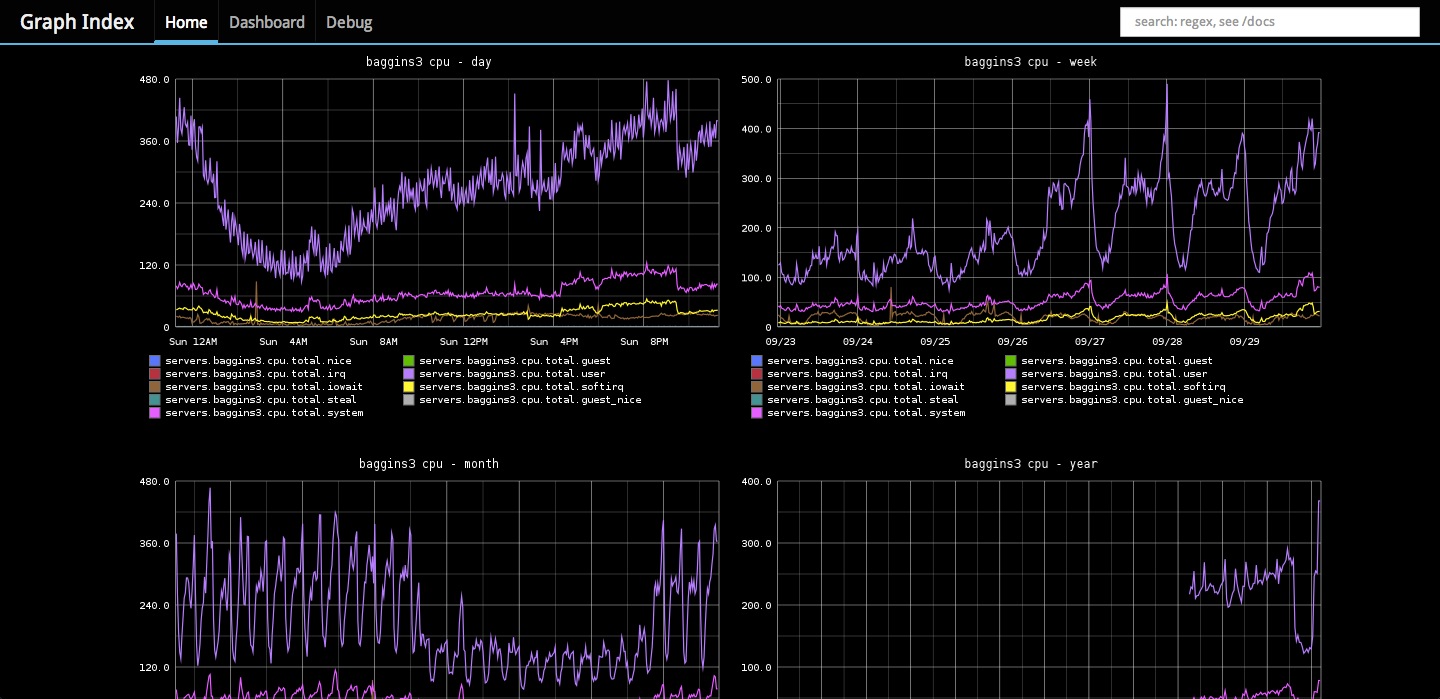 Graph Index Home Dashboard Debug search: regex, see /docs
baggins3 cpu - day
480.0
360.0
240.0
120.0
0
Sun 12AM Sun 4AM Sun 8AM Sun 12PM Sun 4PM Sun 8PM
servers.baggins3.cpu.total.nice servers.baggins3.cpu.total.guest
servers.baggins3.cpu.total.irq servers.baggins3.cpu.total.user
servers.baggins3.cpu.total.iowait servers.baggins3.cpu.total.softirq
servers.baggins3.cpu.total.steal servers.baggins3.cpu.total.guest_nice
servers.baggins3.cpu.total.system
baggins3 cpu - week
500.0
400.0
300.0
200.0
100.0
0
09/23 09/24 09/25 09/26 09/27 09/28 09/29
servers.baggins3.cpu.total.nice servers.baggins3.cpu.total.guest
servers.baggins3.cpu.total.irq servers.baggins3.cpu.total.user
servers.baggins3.cpu.total.iowait servers.baggins3.cpu.total.softirq
servers.baggins3.cpu.total.steal servers.baggins3.cpu.total.guest_nice
servers.baggins3.cpu.total.system
baggins3 cpu - month
480.0
360.0
240.0
120.0
baggins3 cpu - year
400.0
300.0
200.0
100.0